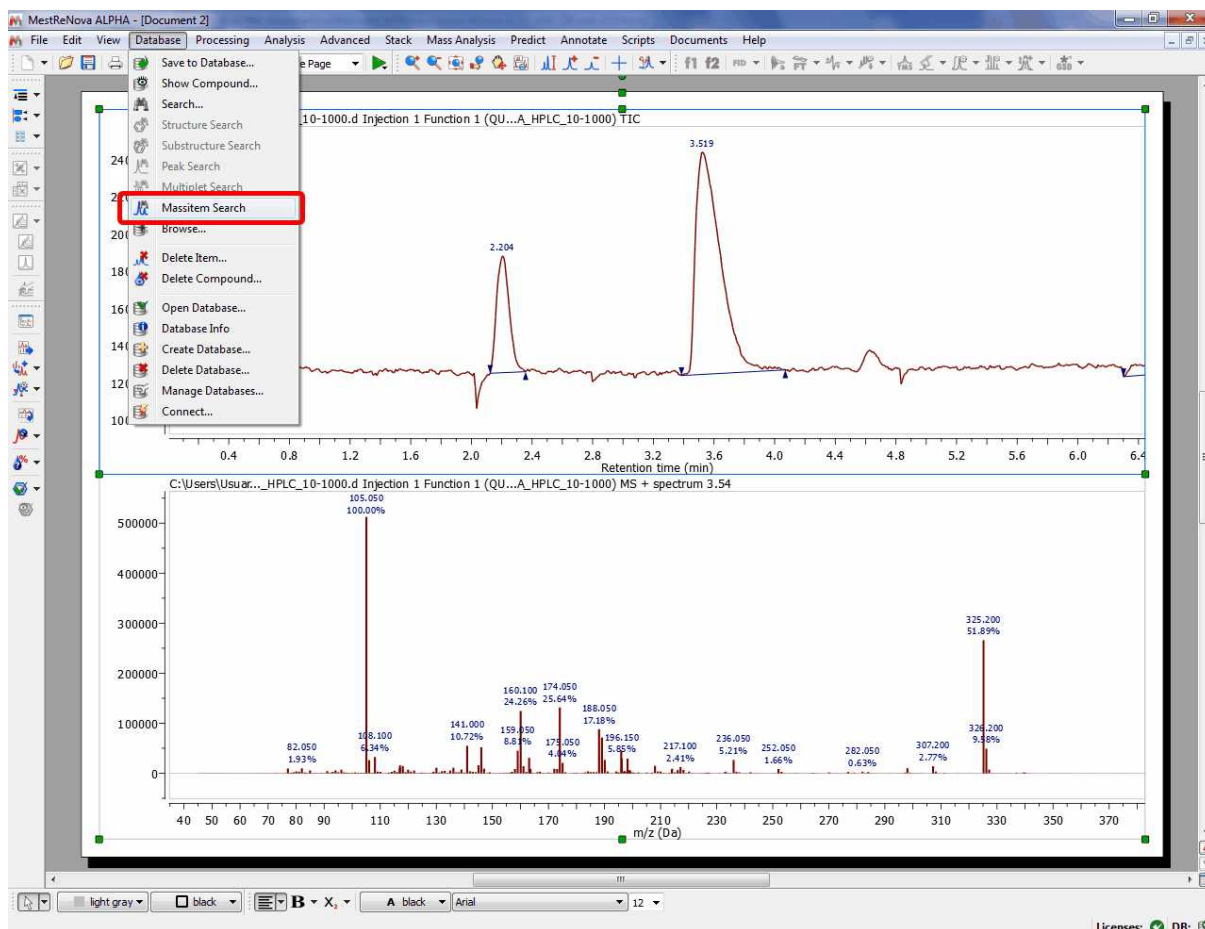 MestReNova ALPHA - [Document 2]
File Edit View Database Processing Analysis Advanced Stack Mass Analysis Predict Annotate Scripts Documents Help
Save to Database...
e Page
f1 f2
Show Compound...
Search...
Structure Search
Substructure Search
Peak Search
Multiplet Search
Massitem Search
Browse...
Delete Item...
Delete Compound...
Open Database...
Database Info
Create Database...
Delete Database...
Manage Databases...
Connect...
_10-1000.d Injection 1 Function 1 (QU...A_HPLC_10-1000) TIC
3.519
2.204
0.4 0.8 1.2 1.6 2.0 2.4 2.8 3.2 3.6 4.0 4.4 4.8 5.2 5.6 6.0 6.4
Retention time (min)
C:\Users\Usuar..._HPLC_10-1000.d Injection 1 Function 1 (QU...A_HPLC_10-1000) MS + spectrum 3.54
105.050
100.00%
500000
400000
300000
325.200
51.89%
200000
160.100
24.26%
174.050
25.64%
188.050
17.18%
100000
141.000
10.72%
108.100
6.34%
196.150
5.85%
82.050
1.93%
217.100
2.41%
236.050
5.21%
252.050
1.66%
282.050
0.63%
307.200
2.77%
0
40 50 60 70 80 90 110 130 150 170 190 210 230 250 270 290 310 330 350 370
m/z (Da)
light gray black B X₂ A black Arial 12
Licenses: DB: